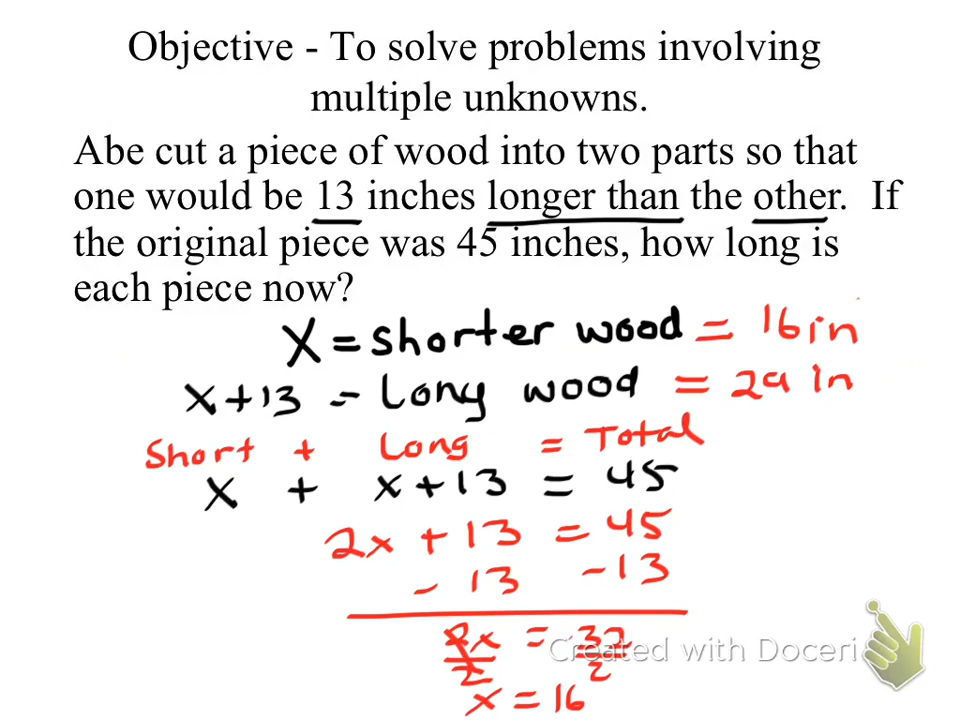 Objective - To solve problems involving
multiple unknowns.
Abe cut a piece of wood into two parts so that
one would be 13 inches longer than the other. If
the original piece was 45 inches, how long is
each piece now?
X = shorter wood = 16 in
x + 13 = Long wood = 29 in
Short + Long = Total
x + x + 13 = 45
2x + 13 = 45
- 13 - 13
2x = 32
2 2
Created with Doceri
x = 16